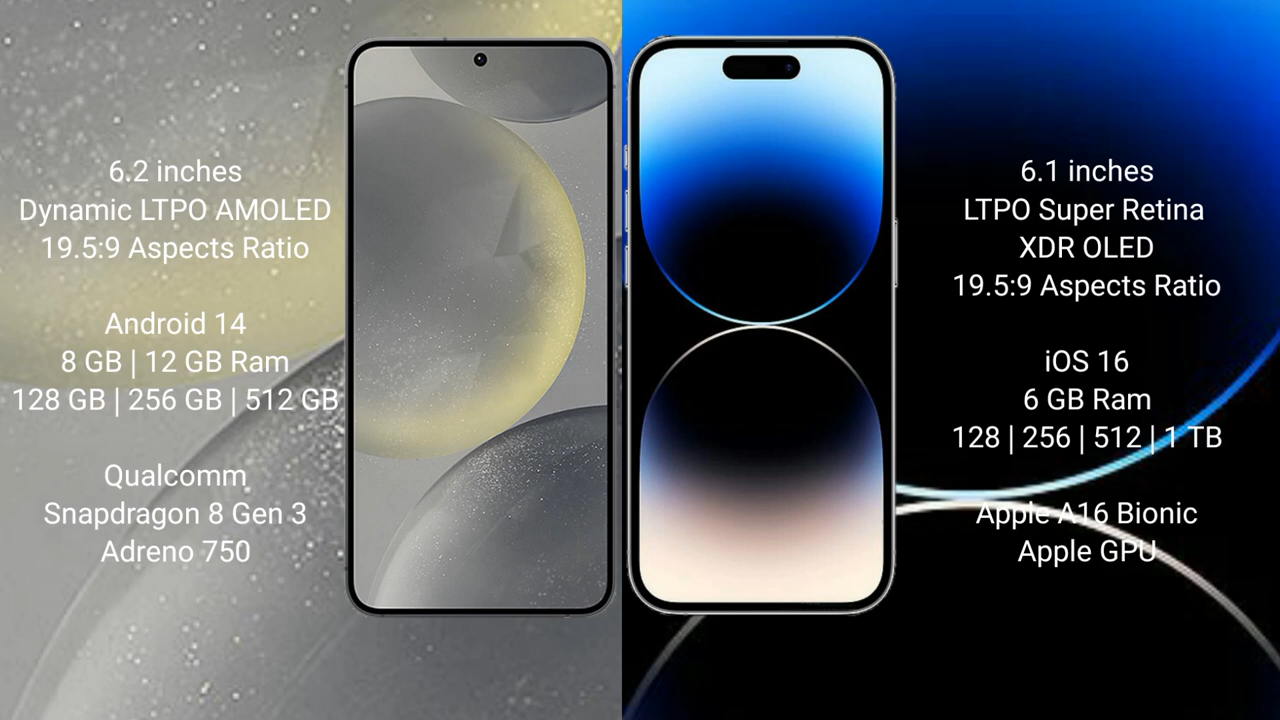 6.2 inches
Dynamic LTPO AMOLED
19.5:9 Aspects Ratio
Android 14
8 GB | 12 GB Ram
128 GB | 256 GB | 512 GB
Qualcomm
Snapdragon 8 Gen 3
Adreno 750
6.1 inches
LTPO Super Retina
XDR OLED
19.5:9 Aspects Ratio
iOS 16
6 GB Ram
128 | 256 | 512 | 1 TB
Apple A16 Bionic
Apple GPU